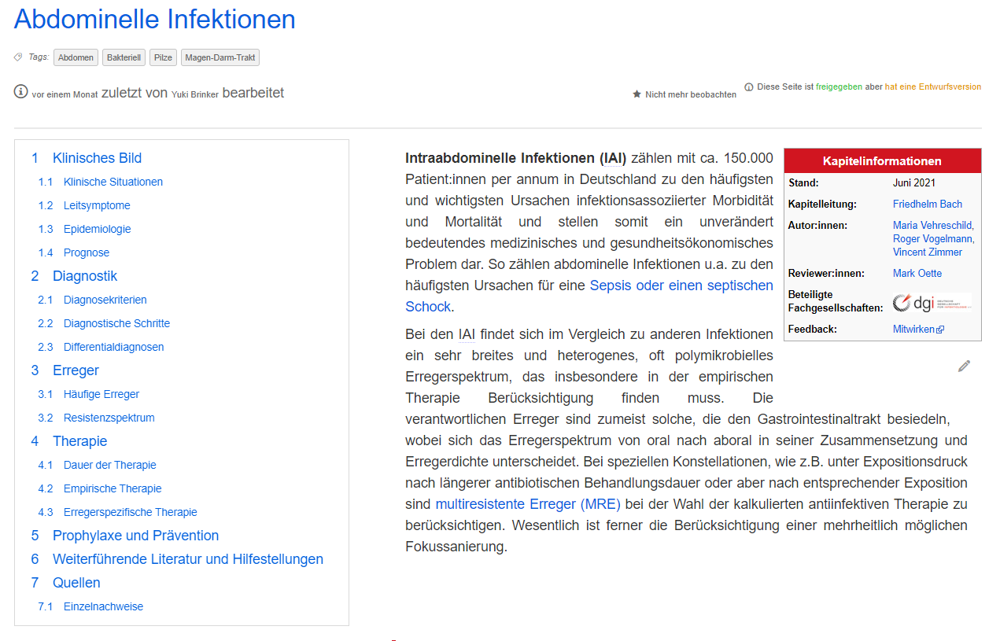 Abdominelle Infektionen
Tags: Abdomen Bakteriell Pilze Magen-Darm-Trakt
vor einem Monat zuletzt von Yuki Brinker bearbeitet
Nicht mehr beobachten
Diese Seite ist freigegeben aber hat eine Entwurfsversion
1 Klinisches Bild
1.1 Klinische Situationen
1.2 Leitsymptome
1.3 Epidemiologie
1.4 Prognose
2 Diagnostik
2.1 Diagnosekriterien
2.2 Diagnostische Schritte
2.3 Differentialdiagnosen
3 Erreger
3.1 Häufige Erreger
3.2 Resistenzspektrum
4 Therapie
4.1 Dauer der Therapie
4.2 Empirische Therapie
4.3 Erregerspezifische Therapie
5 Prophylaxe und Prävention
6 Weiterführende Literatur und Hilfestellungen
7 Quellen
7.1 Einzelnachweise
Intraabdominelle Infektionen (IAI) zählen mit ca. 150.000
Patient:innen per annum in Deutschland zu den häufigsten
und wichtigsten Ursachen infektionsassoziierter Morbidität
und Mortalität und stellen somit ein unverändert
bedeutendes medizinisches und gesundheitsökonomisches
Problem dar. So zählen abdominelle Infektionen u.a. zu den
häufigsten Ursachen für eine Sepsis oder einen septischen
Schock.
Bei den IAI findet sich im Vergleich zu anderen Infektionen
ein sehr breites und heterogenes, oft polymikrobielles
Erregerspektrum, das insbesondere in der empirischen
Therapie Berücksichtigung finden muss. Die
verantwortlichen Erreger sind zumeist solche, die den Gastrointestinaltrakt besiedeln,
wobei sich das Erregerspektrum von oral nach aboral in seiner Zusammensetzung und
Erregerdichte unterscheidet. Bei speziellen Konstellationen, wie z.B. unter Expositionsdruck
nach längerer antibiotischen Behandlungsdauer oder aber nach entsprechender Exposition
sind multiresistente Erreger (MRE) bei der Wahl der kalkulierten antiinfektiven Therapie zu
berücksichtigen. Wesentlich ist ferner die Berücksichtigung einer mehrheitlich möglichen
Fokussanierung.
Kapitelinformationen
Stand: Juni 2021
Kapitelleitung: Friedhelm Bach
Autor:innen: Maria Vehreschild,
Roger Vogelmann,
Vincent Zimmer
Reviewer:innen: Mark Oette
Beteiligte
Fachgesellschaften: dgi
Feedback: Mitwirken